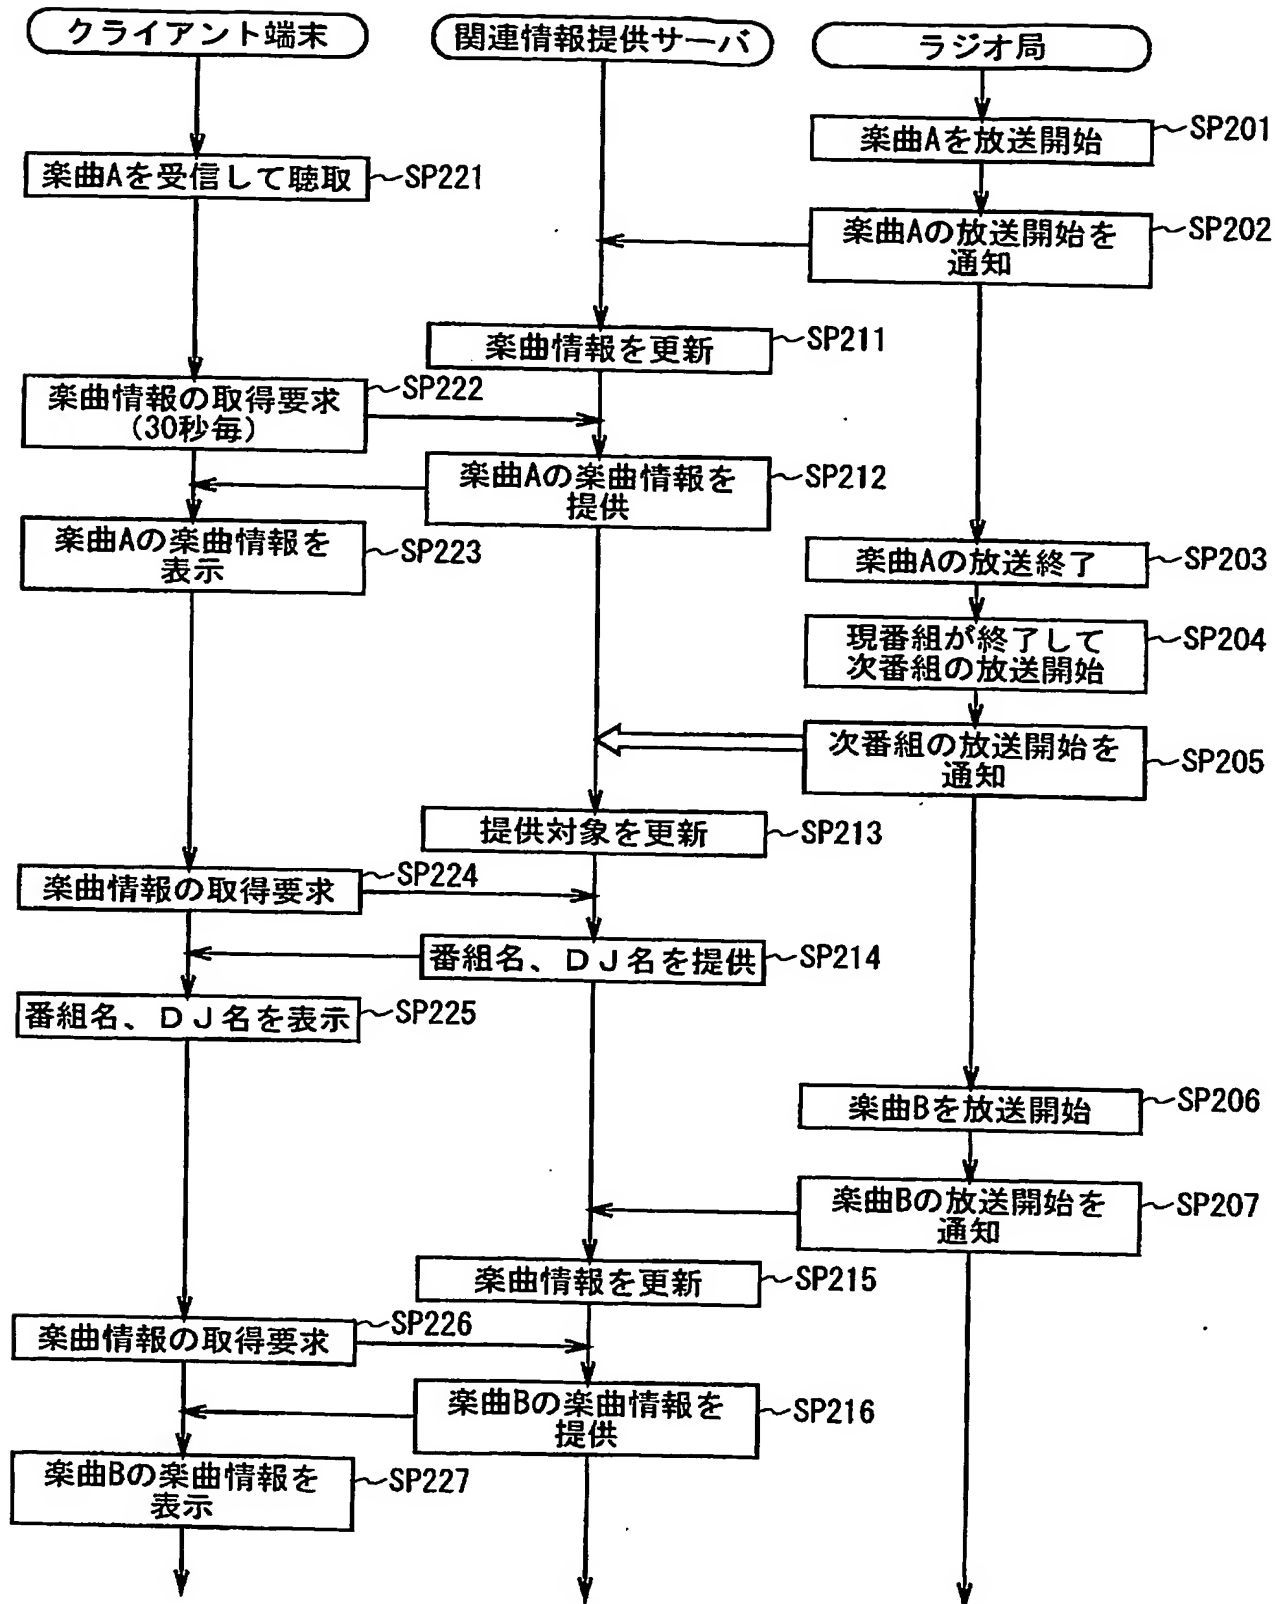 クライアント端末
関連情報提供サーバ
ラジオ局
楽曲Aを放送開始
SP201
楽曲Aを受信して聴取
SP221
楽曲Aの放送開始を
通知
SP202
楽曲情報を更新
SP211
楽曲情報の取得要求
(30秒毎)
SP222
楽曲Aの楽曲情報を
提供
SP212
楽曲Aの楽曲情報を
表示
SP223
楽曲Aの放送終了
SP203
現番組が終了して
次番組の放送開始
SP204
次番組の放送開始を
通知
SP205
提供対象を更新
SP213
楽曲情報の取得要求
SP224
番組名、DJ名を提供
SP214
番組名、DJ名を表示
SP225
楽曲Bを放送開始
SP206
楽曲Bの放送開始を
通知
SP207
楽曲情報を更新
SP215
楽曲情報の取得要求
SP226
楽曲Bの楽曲情報を
提供
SP216
楽曲Bの楽曲情報を
表示
SP227